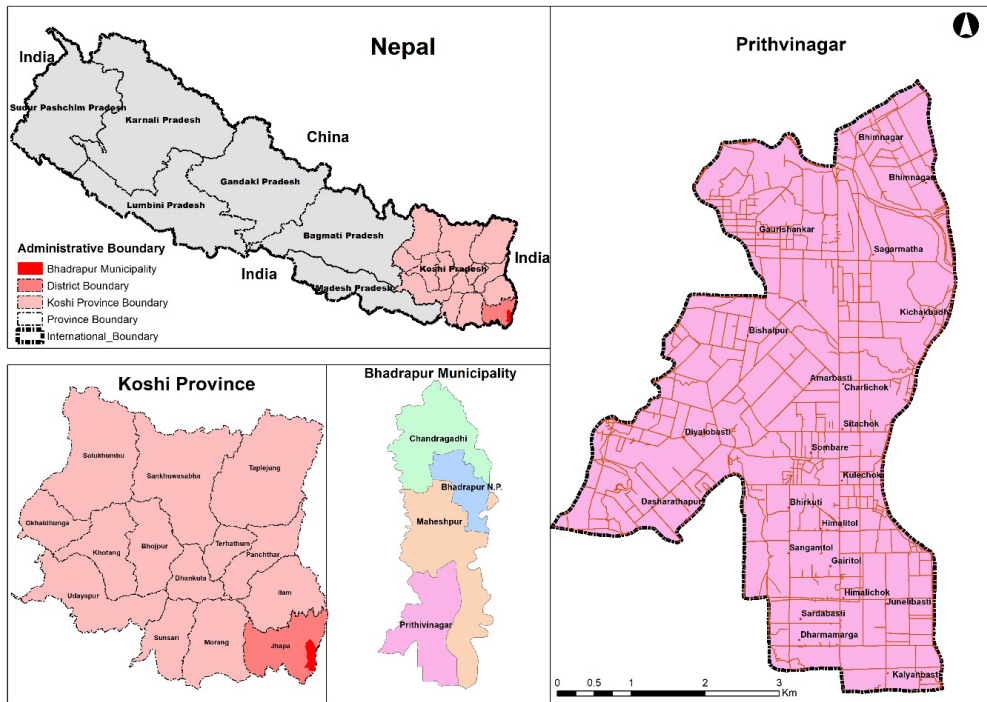 Nepal
India
Sudur Pashchim Pradesh
Karnali Pradesh
China
Gandaki Pradesh
Lumbini Pradesh
Bagmati Pradesh
India
Koshi Pradesh
India
Madesh Pradesh
Administrative Boundary
Bhadrapur Municipality
District Boundary
Koshi Province Boundary
Province Boundary
International_Boundary
Koshi Province
Solukhumbu
Sankhuwasabha
Taplejung
Okhaldhunga
Khotang
Bhojpur
Terhathum
Panchthar
Dhankuta
Udayapur
Ilam
Sunsari
Morang
Jhapa
Bhadrapur Municipality
Chandragadhi
Bhadrapur N.P.
Maheshpur
Prithivinagar
Prithvinagar
Bhimnagar
Bhimnagar
Gaurishankar
Sagarmatha
Kichakbadh
Bishalpur
Amarbasti
Charlichok
Sitachok
Diyalobasti
Sombare
Kulechok
Dasharathapur
Bhirkuti
Himalitol
Sangamtol
Gairitol
Himalichok
Junelibasti
Sardabasti
Dharmamarga
Kalyanbast
0 0.5 1 2 3
Km